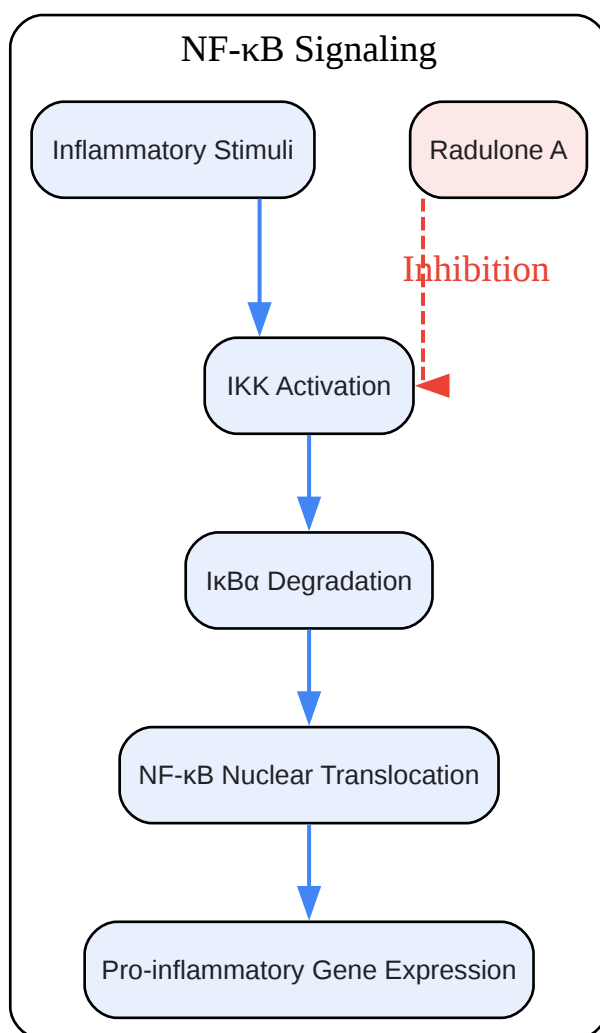 NF-κB Signaling
Inflammatory Stimuli
Radulone A
Inhibition
IKK Activation
IκBα Degradation
NF-κB Nuclear Translocation
Pro-inflammatory Gene Expression